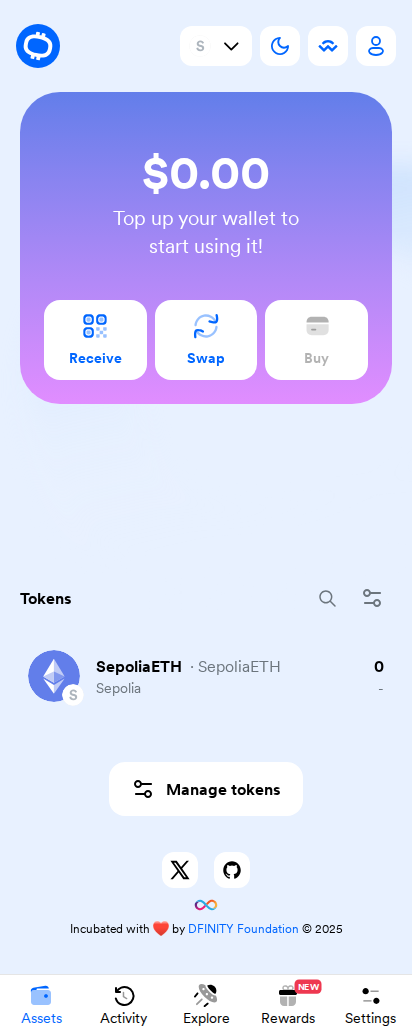 S
$0.00
Top up your wallet to
start using it!
Receive
Swap
Buy
Tokens
SepoliaETH · SepoliaETH
0
S
Sepolia
-
Manage tokens
Incubated with ❤️ by DFINITY Foundation © 2025
NEW
Assets
Activity
Explore
Rewards
Settings